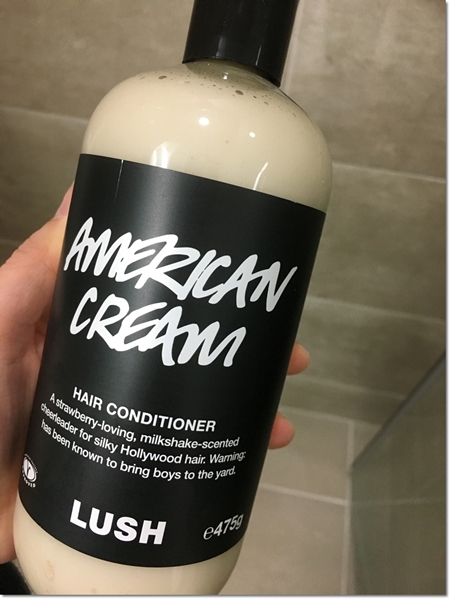 AMERICAN
CREAM
HAIR CONDITIONER
A strawberry-loving, milkshake-scented
cheerleader for silky Hollywood hair. Warning:
has been known to bring boys to the yard.
LUSH ℮475g